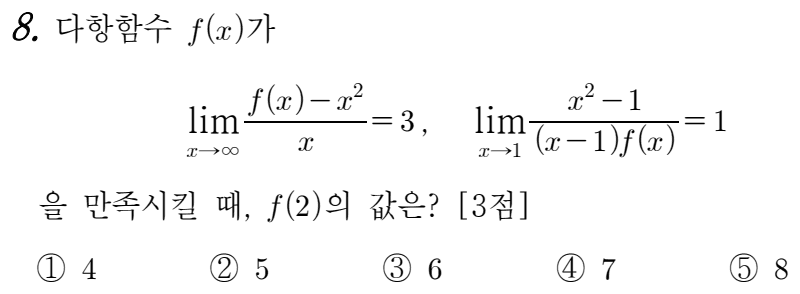 8. 다항함수 f(x)가
lim_{x→∞} (f(x)−x²)/x = 3, lim_{x→1} (x²−1)/((x−1)f(x)) = 1
을 만족시킬 때, f(2)의 값은? [3점]
① 4 ② 5 ③ 6 ④ 7 ⑤ 8